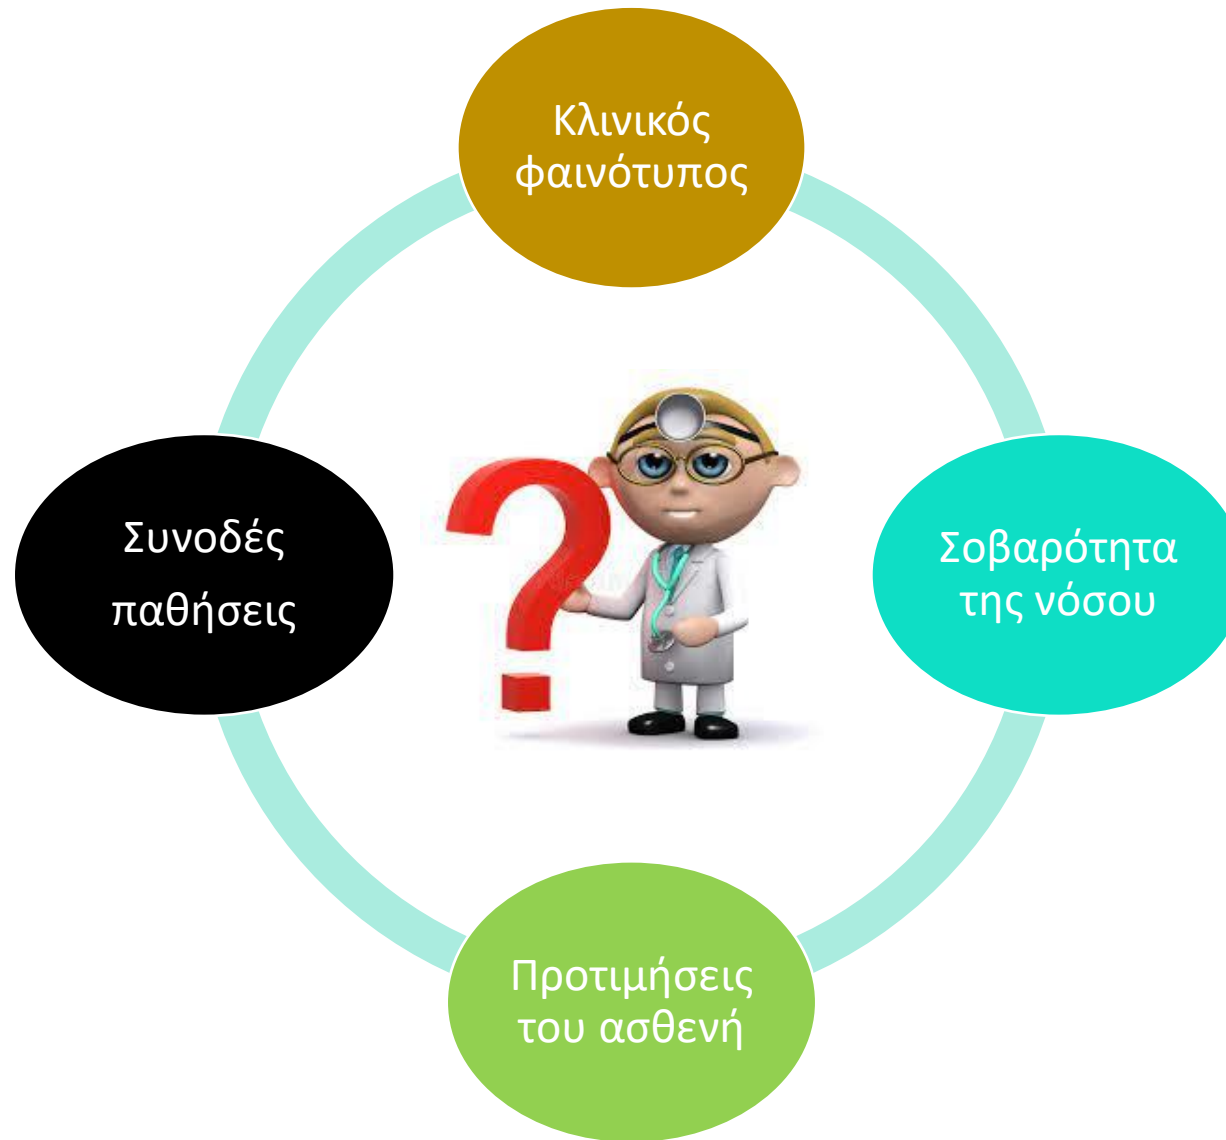 Κλινικός
φαινότυπος
Συνοδές
παθήσεις
Σοβαρότητα
της νόσου
Προτιμήσεις
του ασθενή